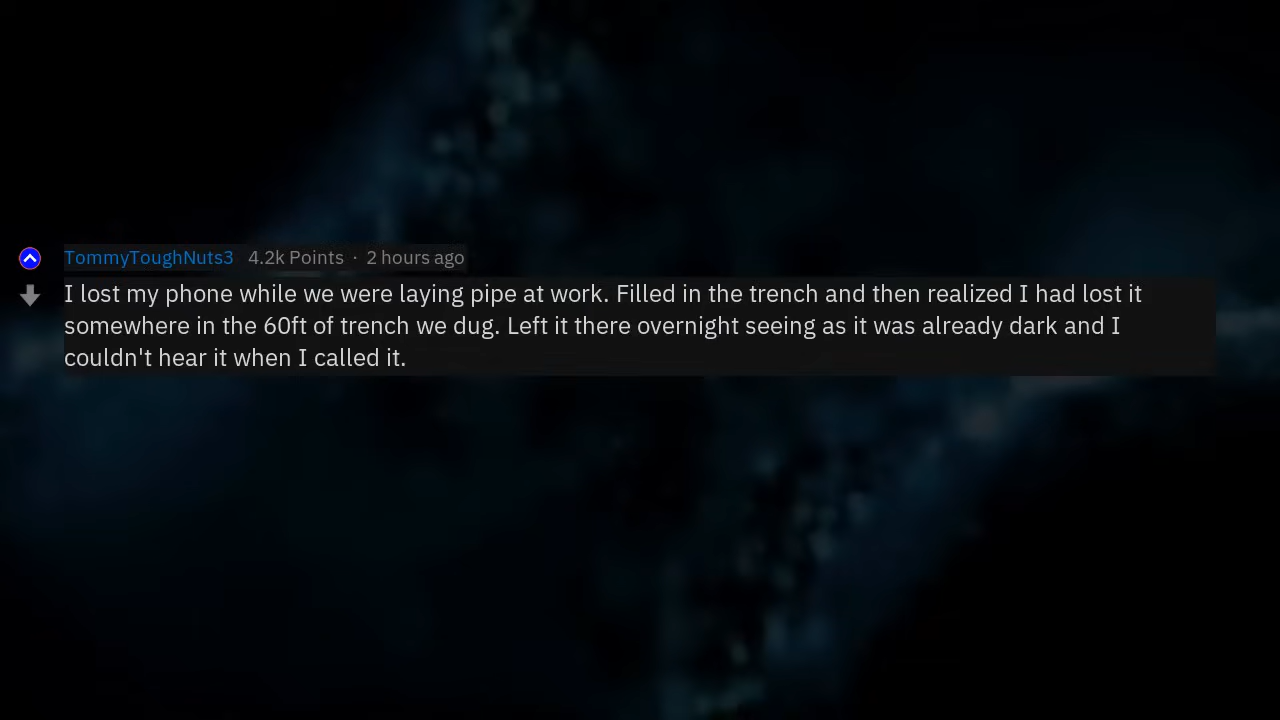 TommyToughNuts3 4.2k Points · 2 hours ago
I lost my phone while we were laying pipe at work. Filled in the trench and then realized I had lost it
somewhere in the 60ft of trench we dug. Left it there overnight seeing as it was already dark and I
couldn't hear it when I called it.